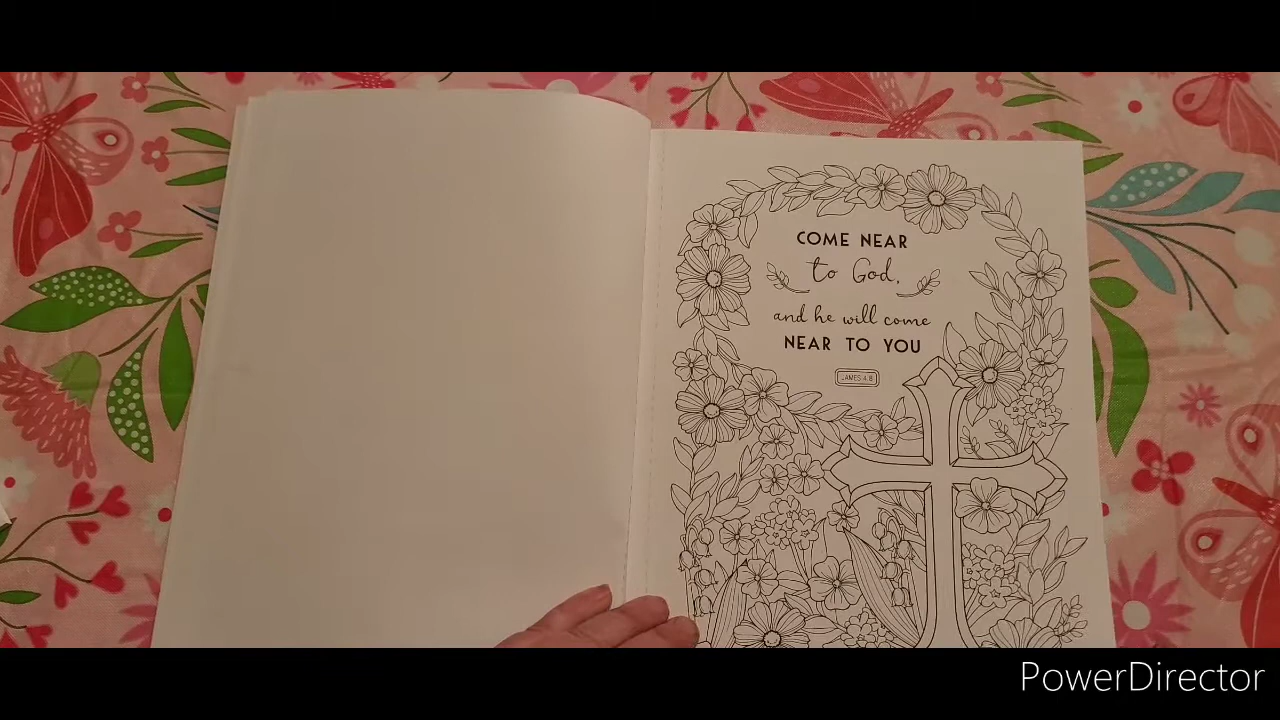 COME NEAR
to God,
and he will come
NEAR TO YOU
JAMES 4:8
PowerDirector